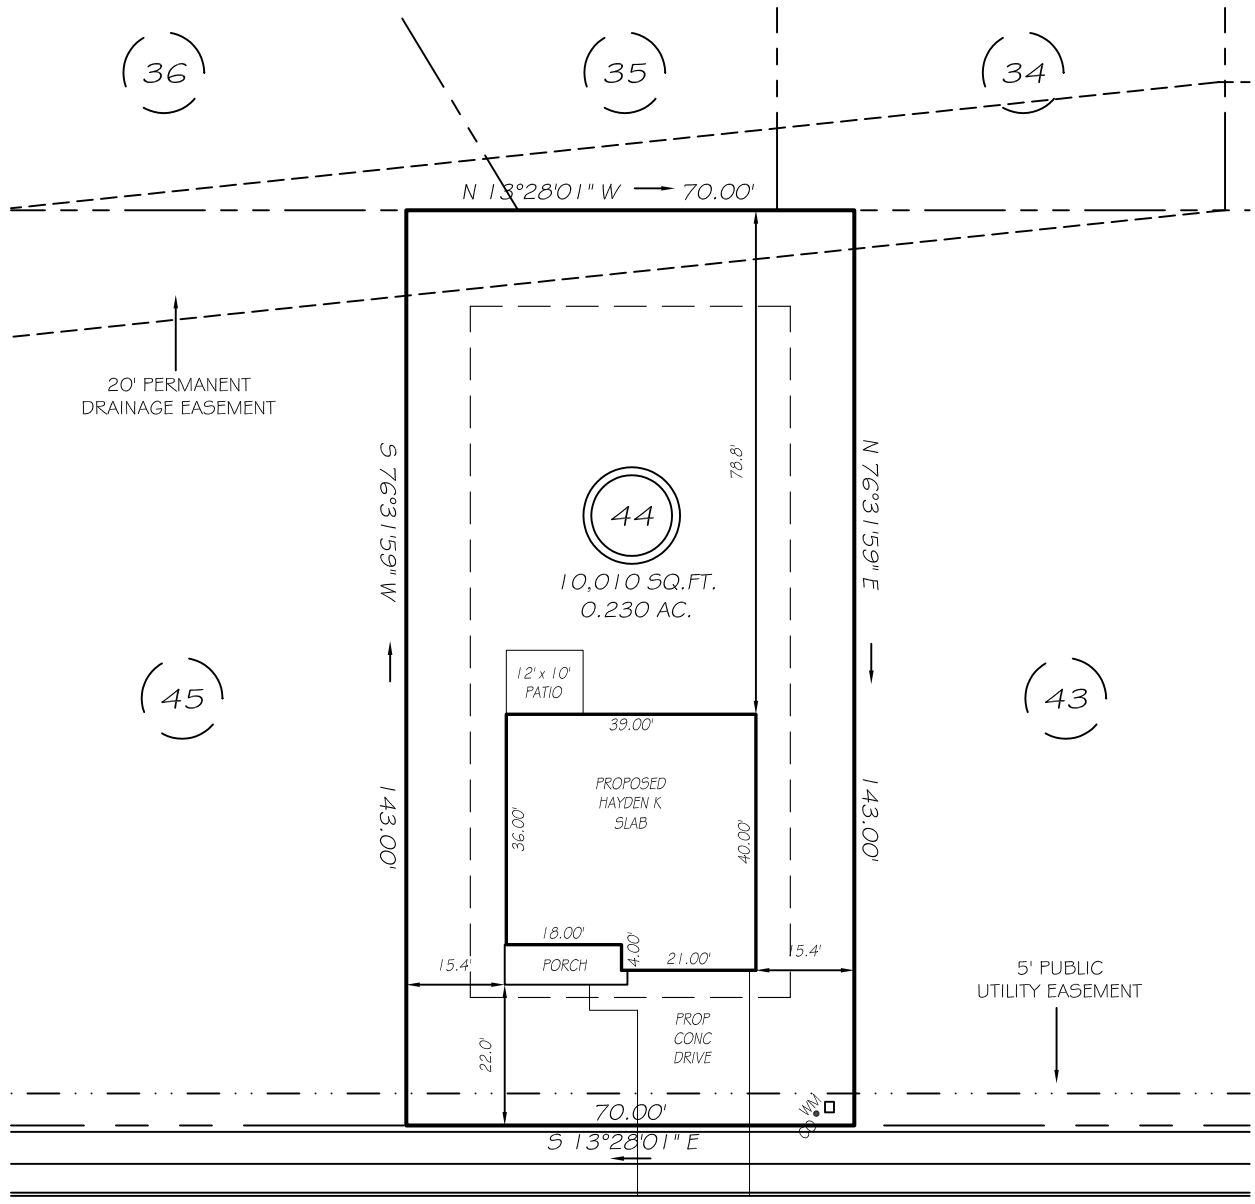 36
35
34
N 13°28'01" W
70.00'
20' PERMANENT
DRAINAGE EASEMENT
S 76°31'59" W
143.00'
N 76°31'59" E
143.00'
78.8'
44
10,010 SQ.FT.
0.230 AC.
45
43
12' x 10'
PATIO
39.00'
PROPOSED
HAYDEN K
SLAB
36.00'
40.00'
18.00'
4.00'
21.00'
PORCH
15.4'
15.4'
5' PUBLIC
UTILITY EASEMENT
22.0'
PROP
CONC
DRIVE
WM
CO
70.00'
S 13°28'01" E